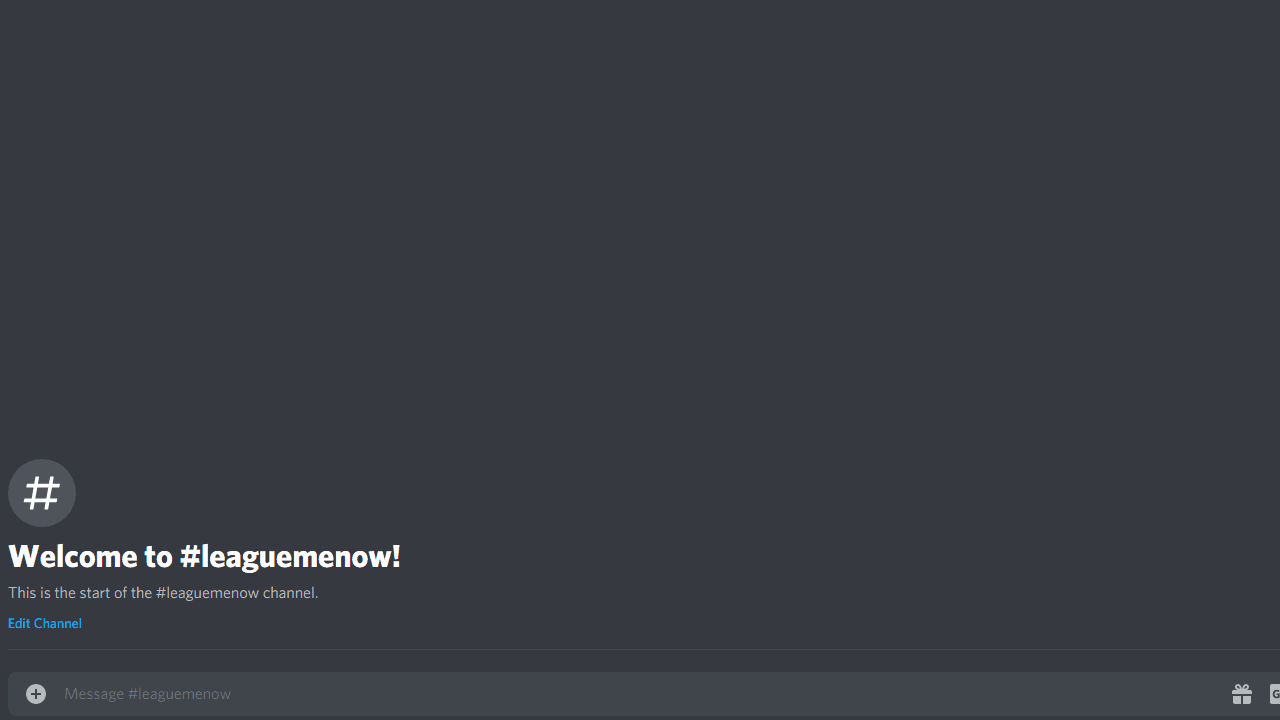 #
Welcome to #leaguemenow!
This is the start of the #leaguemenow channel.
Edit Channel
Message #leaguemenow
G